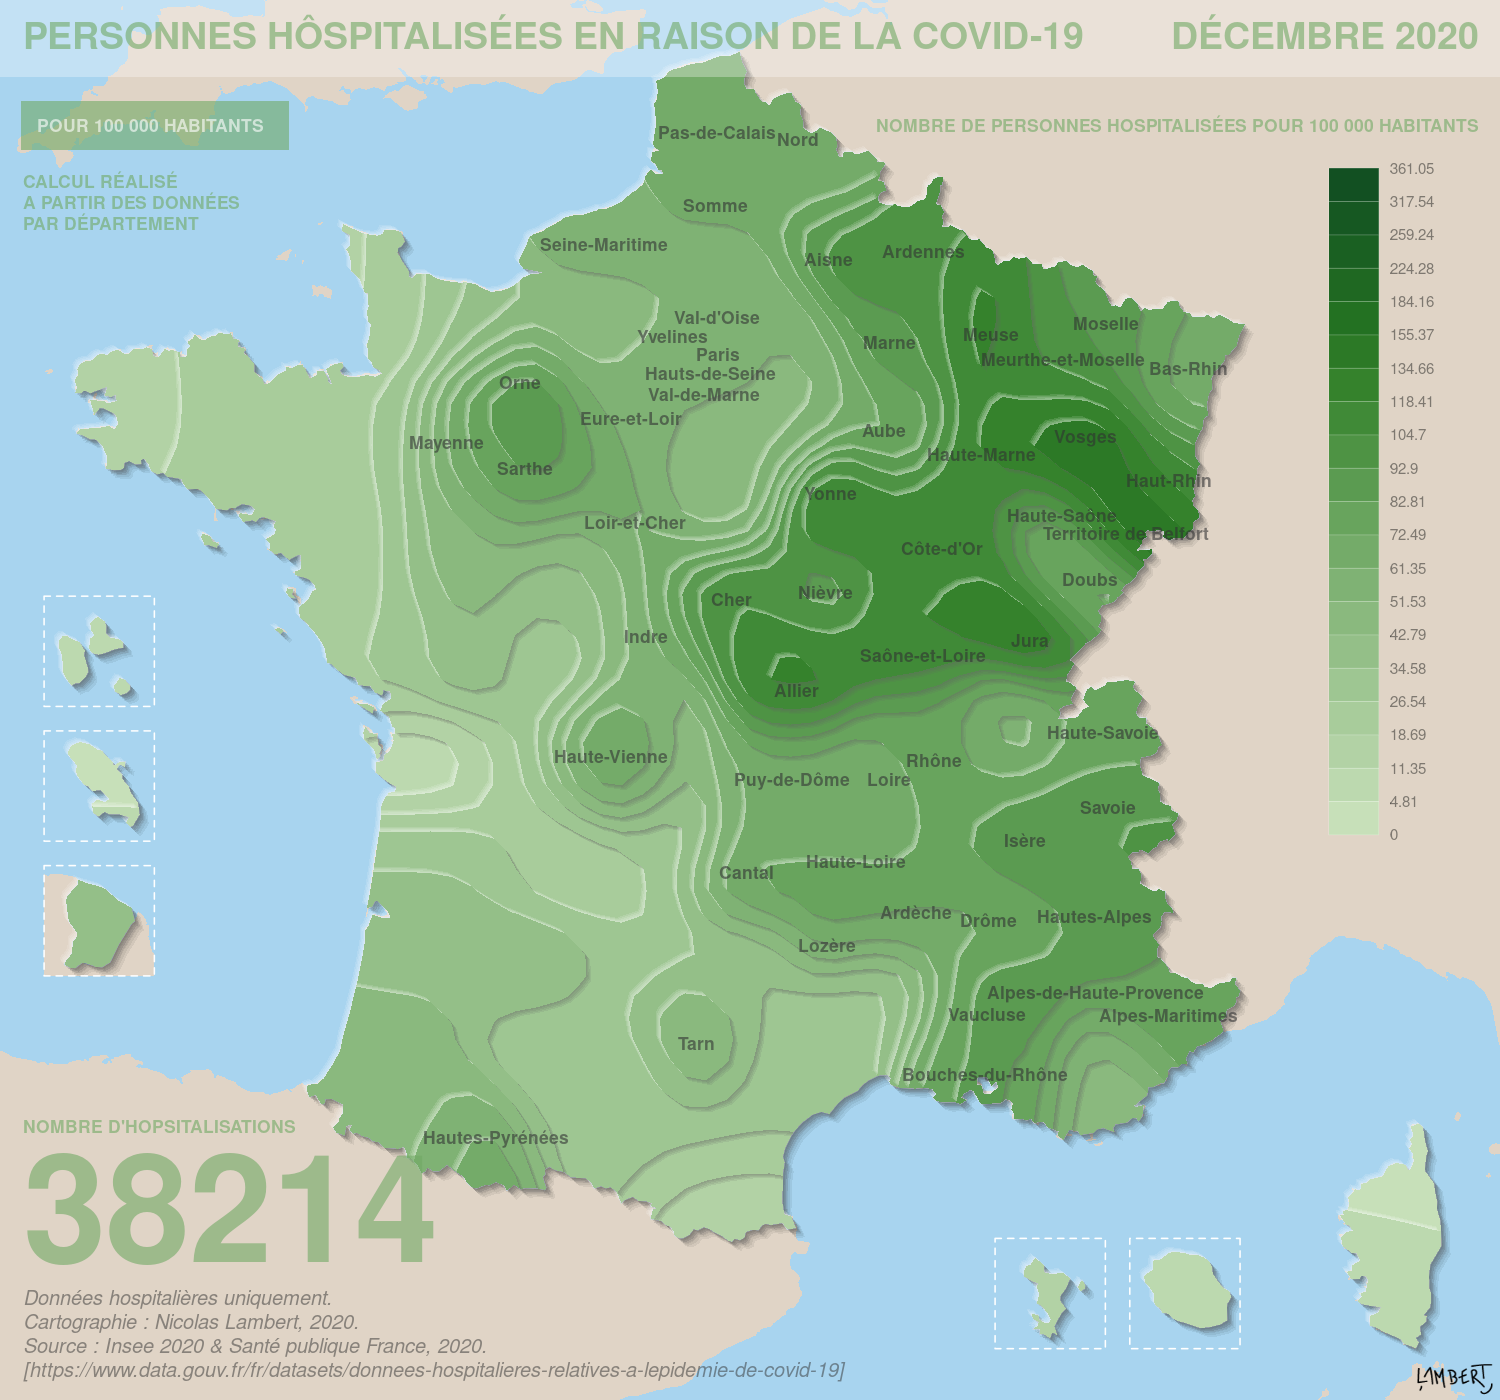 PERSONNES HÔSPITALISÉES EN RAISON DE LA COVID-19
DÉCEMBRE 2020
POUR 100 000 HABITANTS
CALCUL RÉALISÉ
A PARTIR DES DONNÉES
PAR DÉPARTEMENT
NOMBRE DE PERSONNES HOSPITALISÉES POUR 100 000 HABITANTS
361.05
317.54
259.24
224.28
184.16
155.37
134.66
118.41
104.7
92.9
82.81
72.49
61.35
51.53
42.79
34.58
26.54
18.69
11.35
4.81
0
Pas-de-Calais
Nord
Somme
Seine-Maritime
Aisne
Ardennes
Val-d'Oise
Yvelines
Paris
Hauts-de-Seine
Val-de-Marne
Marne
Meuse
Moselle
Meurthe-et-Moselle
Bas-Rhin
Orne
Eure-et-Loir
Mayenne
Sarthe
Aube
Vosges
Haute-Marne
Haut-Rhin
Yonne
Loir-et-Cher
Haute-Saône
Territoire de Belfort
Côte-d'Or
Doubs
Cher
Nièvre
Indre
Jura
Saône-et-Loire
Allier
Haute-Vienne
Haute-Savoie
Rhône
Puy-de-Dôme
Loire
Savoie
Isère
Haute-Loire
Cantal
Ardèche
Drôme
Hautes-Alpes
Lozère
Alpes-de-Haute-Provence
Vaucluse
Alpes-Maritimes
Tarn
Bouches-du-Rhône
Hautes-Pyrénées
NOMBRE D'HOPSITALISATIONS
38214
Données hospitalières uniquement.
Cartographie : Nicolas Lambert, 2020.
Source : Insee 2020 & Santé publique France, 2020.
[https://www.data.gouv.fr/fr/datasets/donnees-hospitalieres-relatives-a-lepidemie-de-covid-19]
LAMBERT